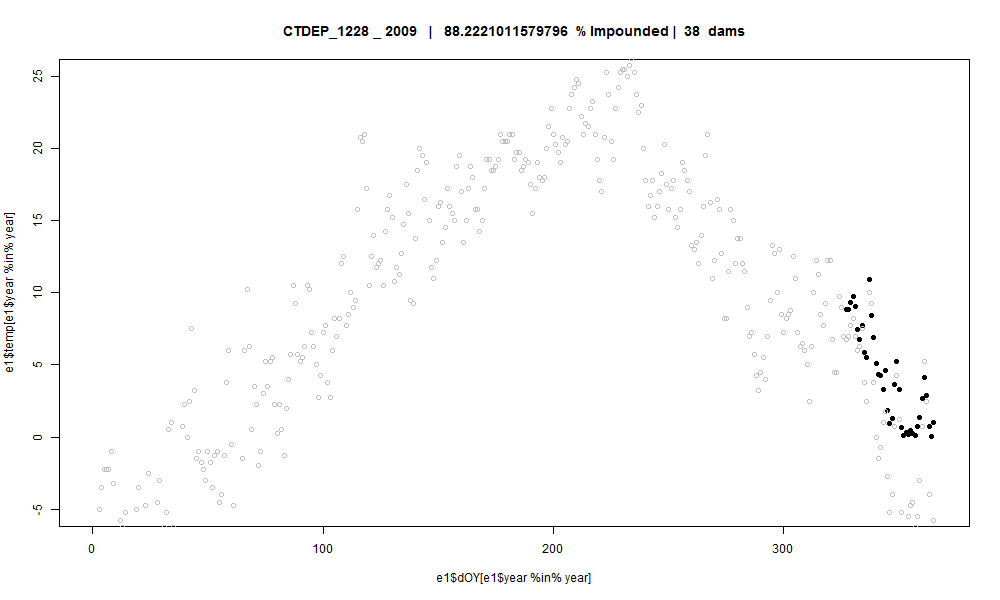 CTDEP_1228 _ 2009 | 88.2221011579796 % Impounded | 38 dams
e1$temp[e1$year %in% year]
25
20
15
10
5
0
-5
0 100 200 300
e1$dOY[e1$year %in% year]